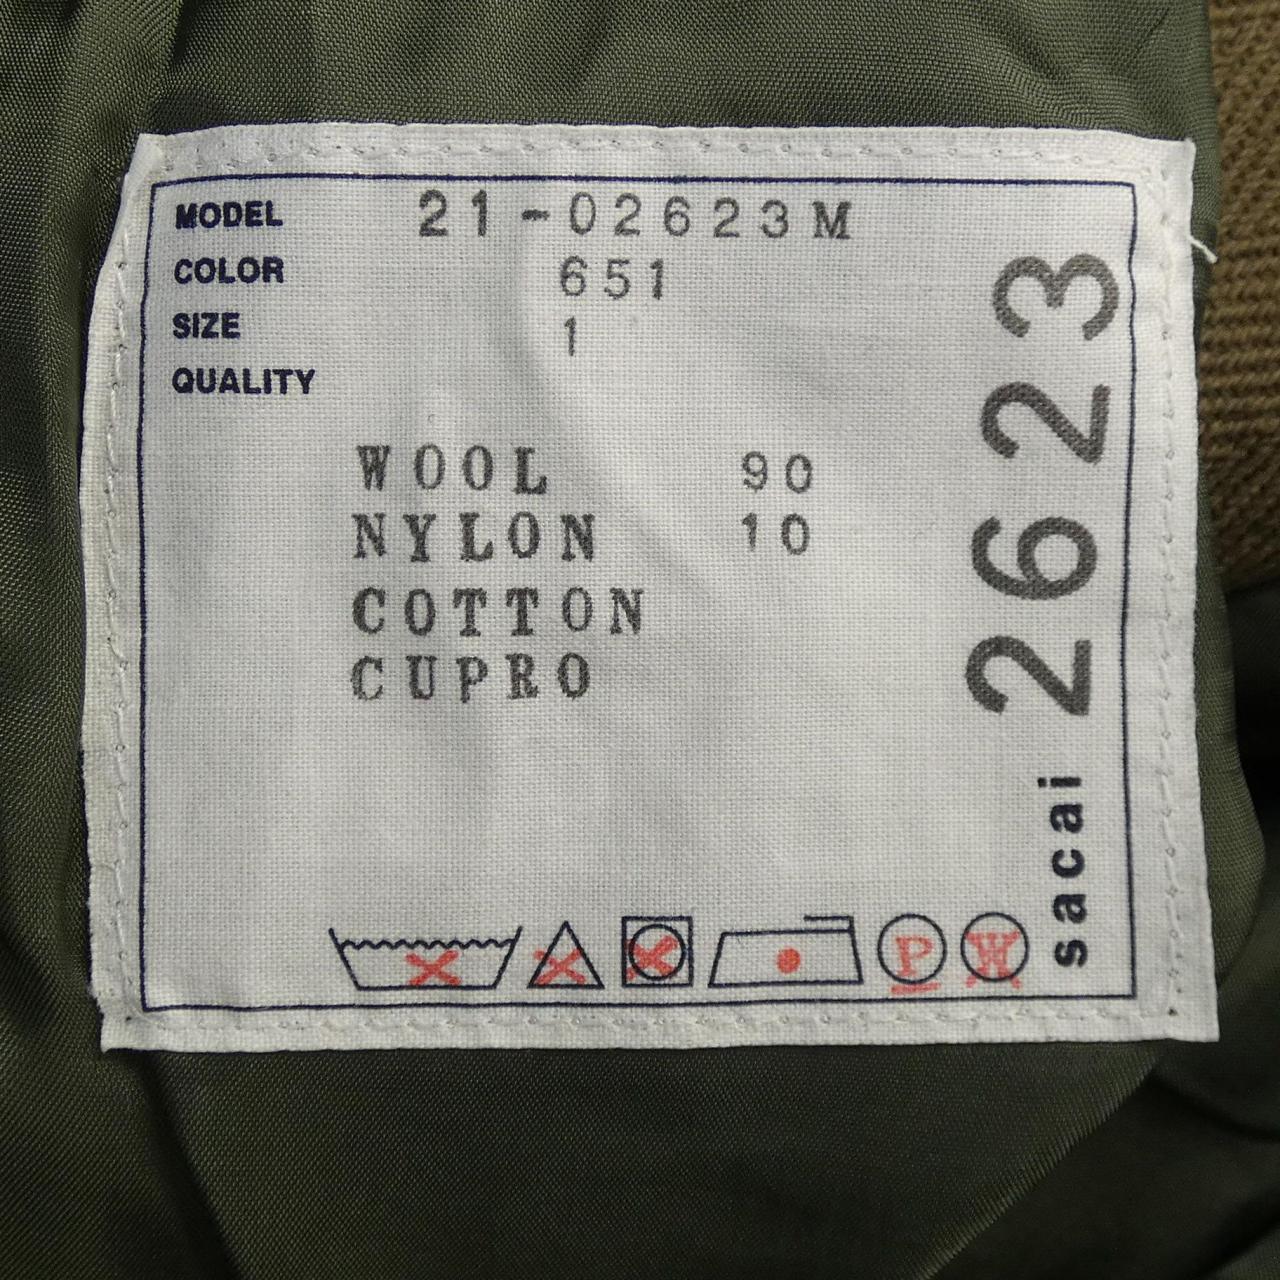 MODEL 21-02623M
COLOR 651
SIZE 1
QUALITY
WOOL 90
NYLON 10
COTTON
CUPRO
P W
sacai 2623